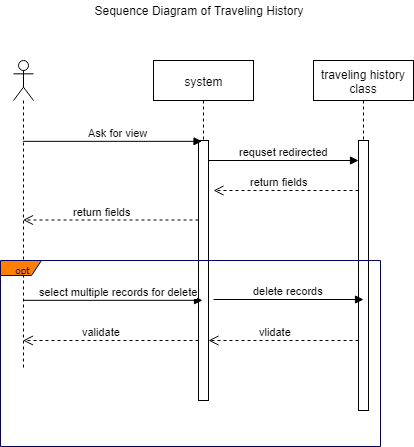 Sequence Diagram of Traveling History
system
traveling history
class
Ask for view
requset redirected
return fields
return fields
opt
select multiple records for delete
delete records
validate
vlidate